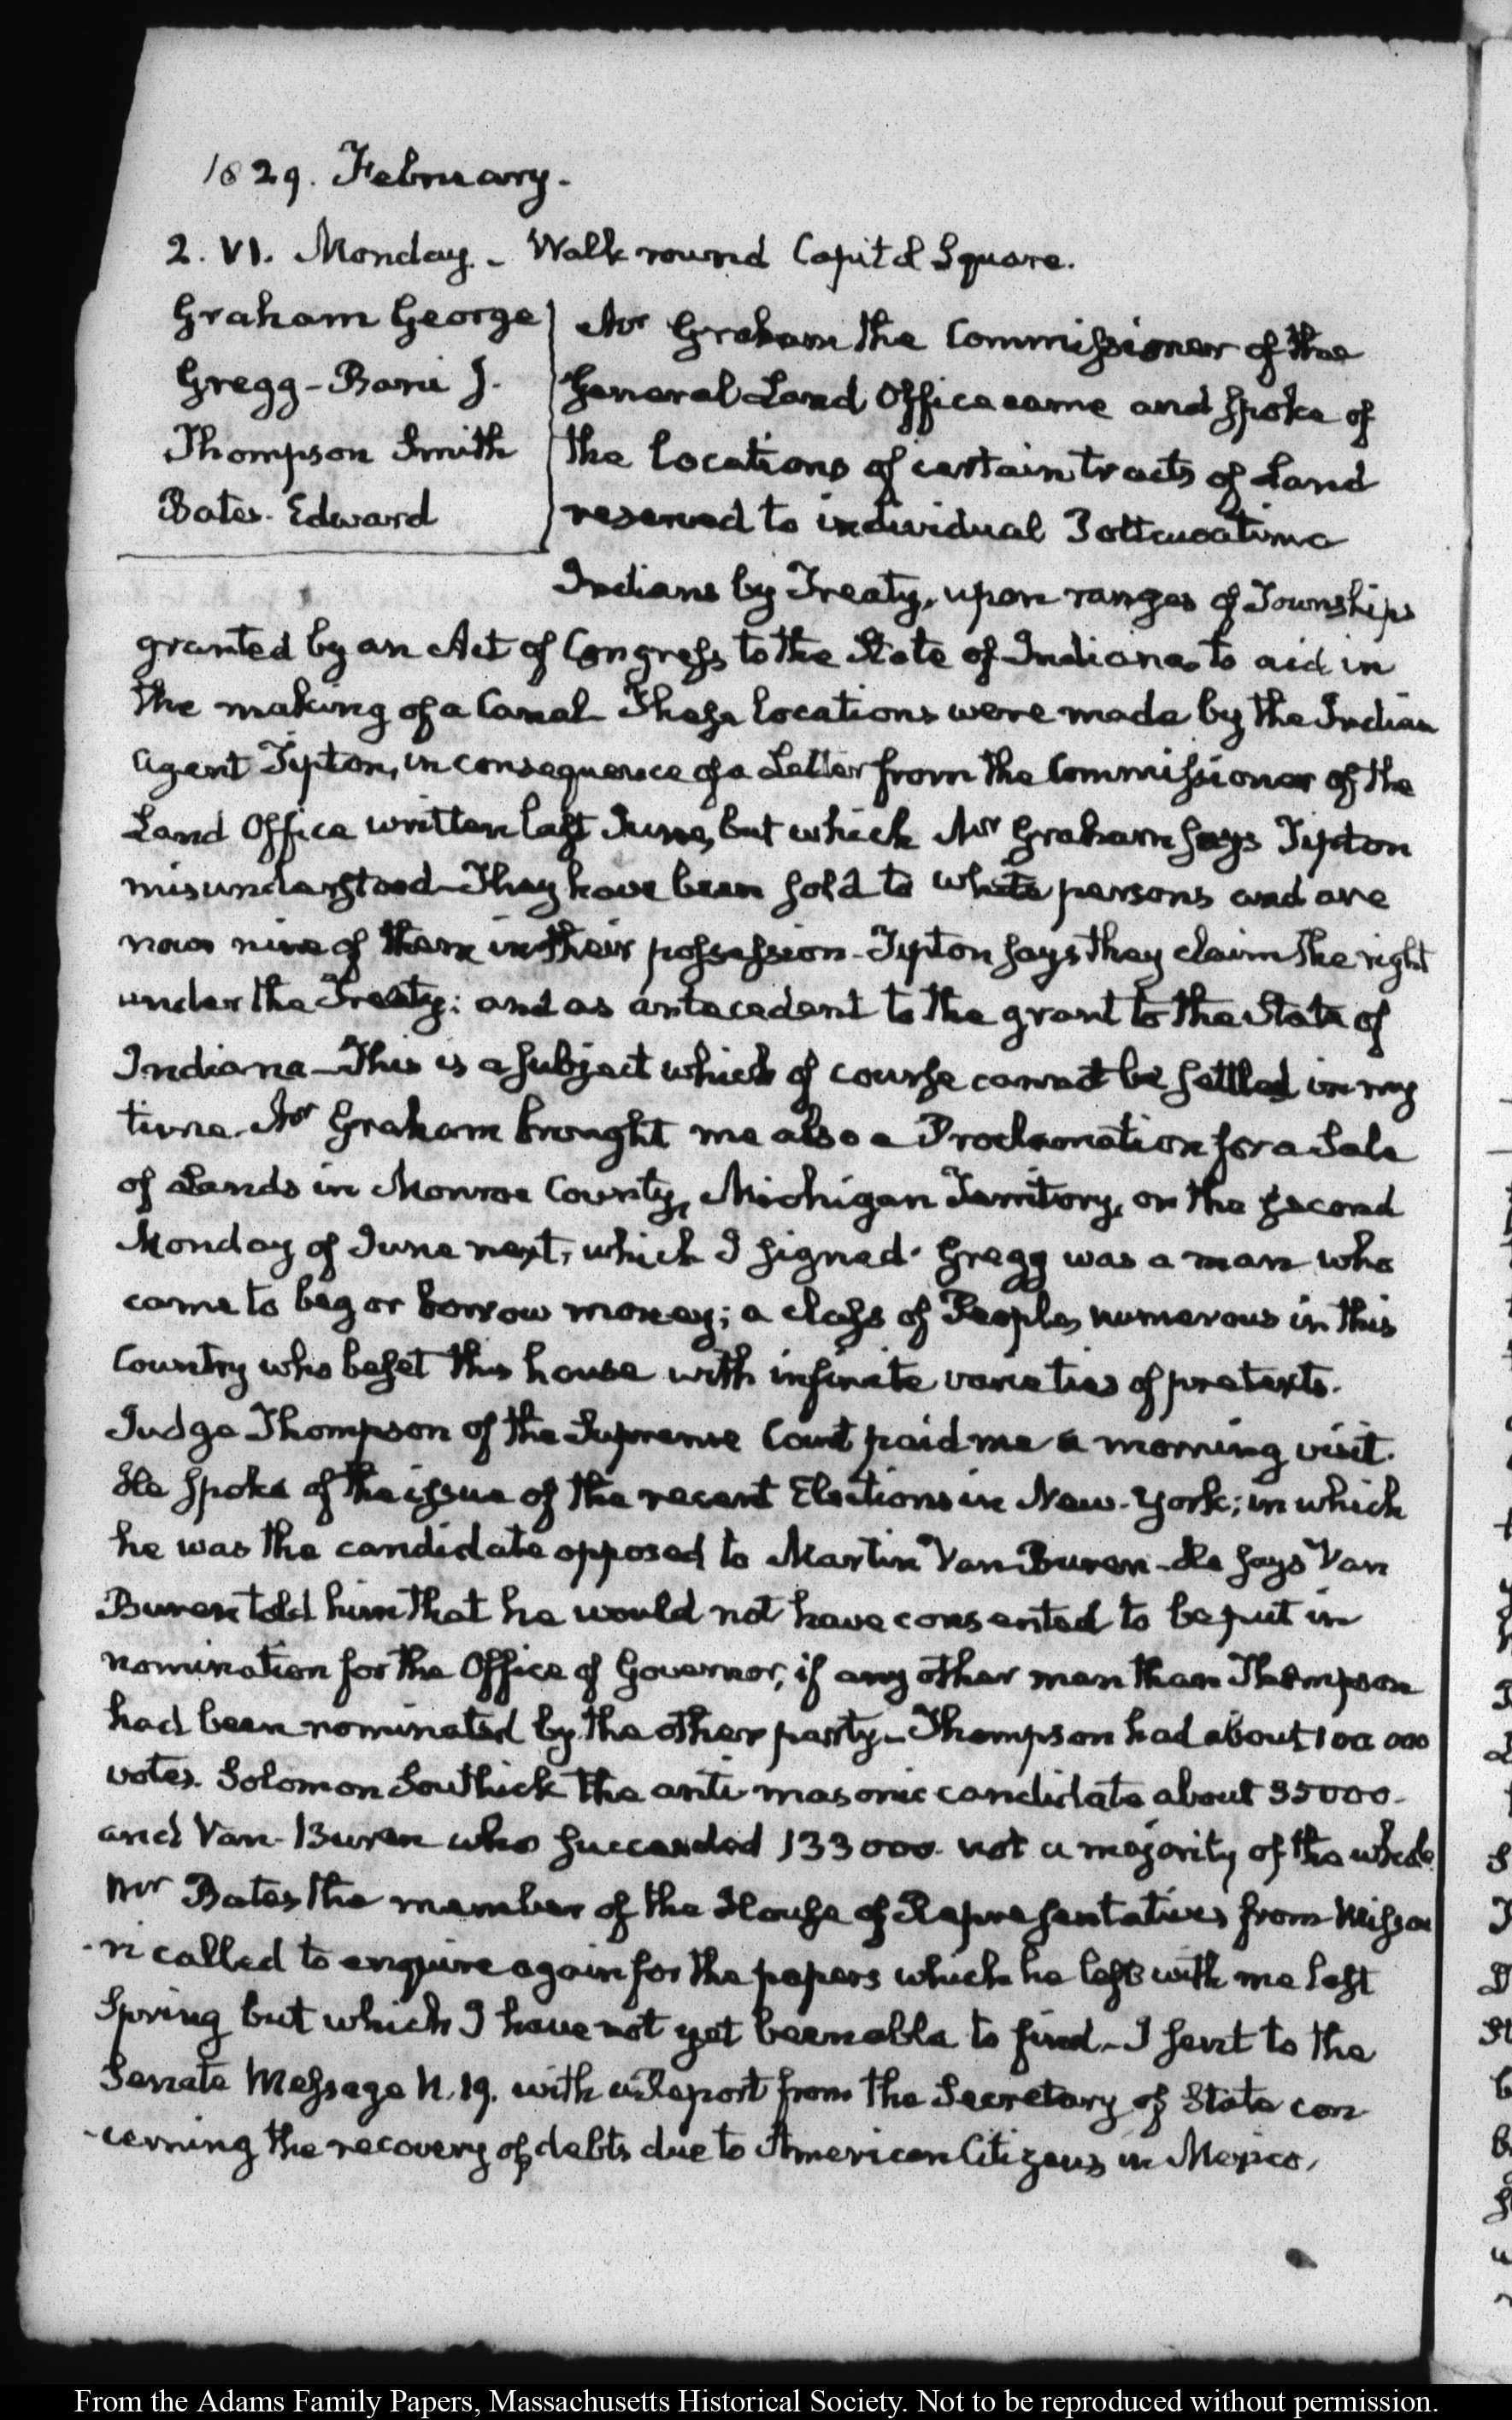 1829. February.
2. VI. Monday. - Walk round Capitol Square.
Graham George
Gregg -
Thompson Smith
Bates. Edward
Mr Graham the Commissioner of the
General Land Office came and spoke of
the locations of certain tracts of Land
reserved to individual Pottawatima
Indians by Treaty, upon ranges of Townships
granted by an Act of Congress to the State of Indiana, to aid in
the making of a Canal These locations were made by the Indian
Agent Tipton, in consequence of a Letter from the Commissioner of the
Land Office written last June, but which Mr Graham says Tipton
misunderstood - They have been sold to white persons and are
now nine of them in their possession - Tipton says they claim the right
under the Treaty; and as antecedent to the grant to the State of
Indiana - This is a subject which of course cannot be settled in my
time. Mr Graham brought me also a Proclamation for a Sale
of Lands in Monroe County, Michigan Territory, on the second
Monday of June next, which I signed. Gregg was a man who
came to beg or borrow money; a class of People, numerous in this
Country who beset this house with infinite varieties of pretexts.
Judge Thompson of the Supreme Court paid me a morning visit.
He spoke of the issue of the recent Elections in New-York; in which
he was the candidate opposed to Martin Van Buren - He says Van
Buren told him that he would not have consented to be put in
nomination for the Office of Governor, if any other man than Thompson
had been nominated by the other party - Thompson had about 100 000
votes. Solomon Southick the anti masonic candidate about 35000.
and Van-Buren who succeeded 133 000. not a majority of the whole.
Mr Bates the member of the House of Representatives from Missou
-ri called to enquire again for the papers which he left with me last
Spring but which I have not yet been able to find - I sent to the
Senate Message N. 19. with a Report from the Secretary of State con
-cerning the recovery of debts due to American Citizens in Mexico,
From the Adams Family Papers, Massachusetts Historical Society. Not to be reproduced without permission.